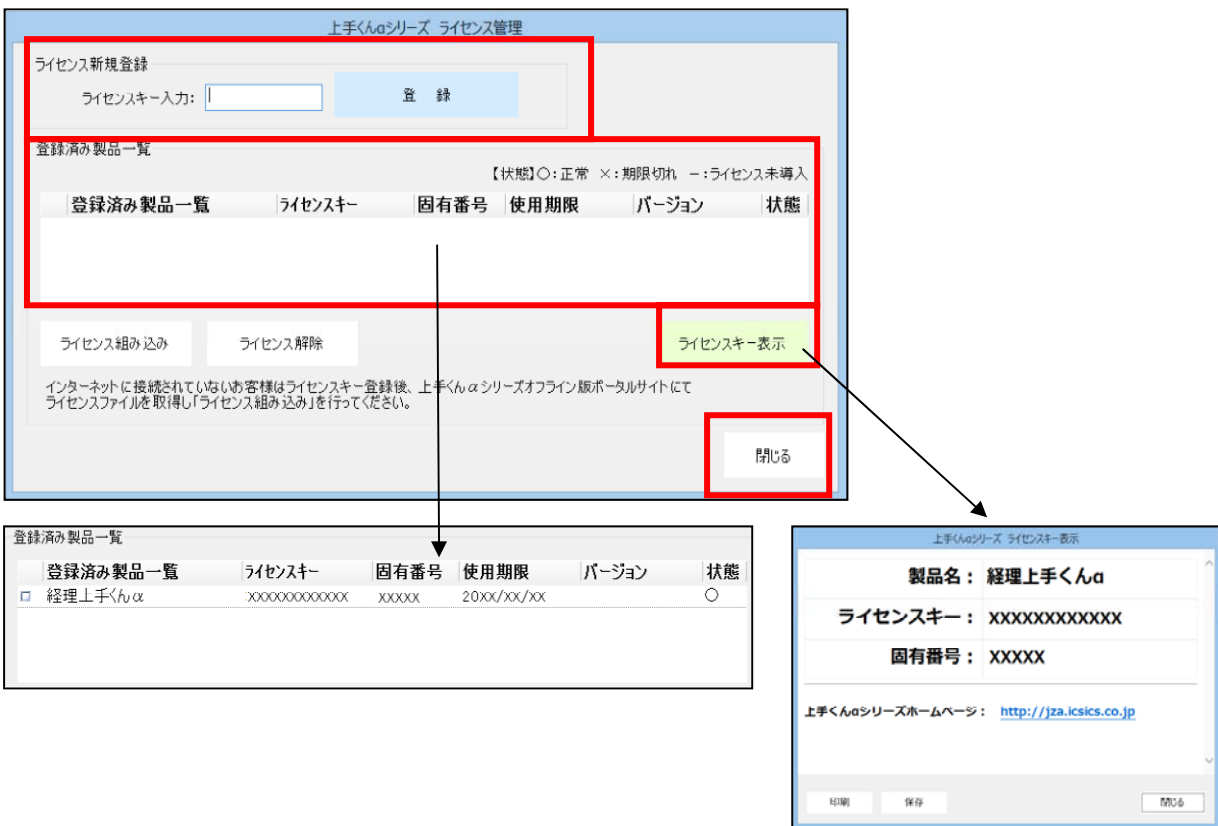 上手くんαシリーズ ライセンス管理
ライセンス新規登録
ライセンスキー入力:
登 録
登録済み製品一覧
【状態】○:正常 ×:期限切れ －:ライセンス未導入
登録済み製品一覧 ライセンスキー 固有番号 使用期限 バージョン 状態
ライセンス組み込み ライセンス解除 ライセンスキー表示
インターネットに接続されていないお客様はライセンスキー登録後、上手くんαシリーズオフライン版ポータルサイトにて
ライセンスファイルを取得し「ライセンス組み込み」を行ってください。
閉じる
登録済み製品一覧
登録済み製品一覧 ライセンスキー 固有番号 使用期限 バージョン 状態
経理上手くんα xxxxxxxxxxxx xxxxx 20xx/xx/xx ○
上手くんαシリーズ ライセンスキー表示
製品名: 経理上手くんα
ライセンスキー: xxxxxxxxxxxx
固有番号: xxxxx
上手くんαシリーズホームページ: http://jza.icsics.co.jp
印刷 保存 閉じる